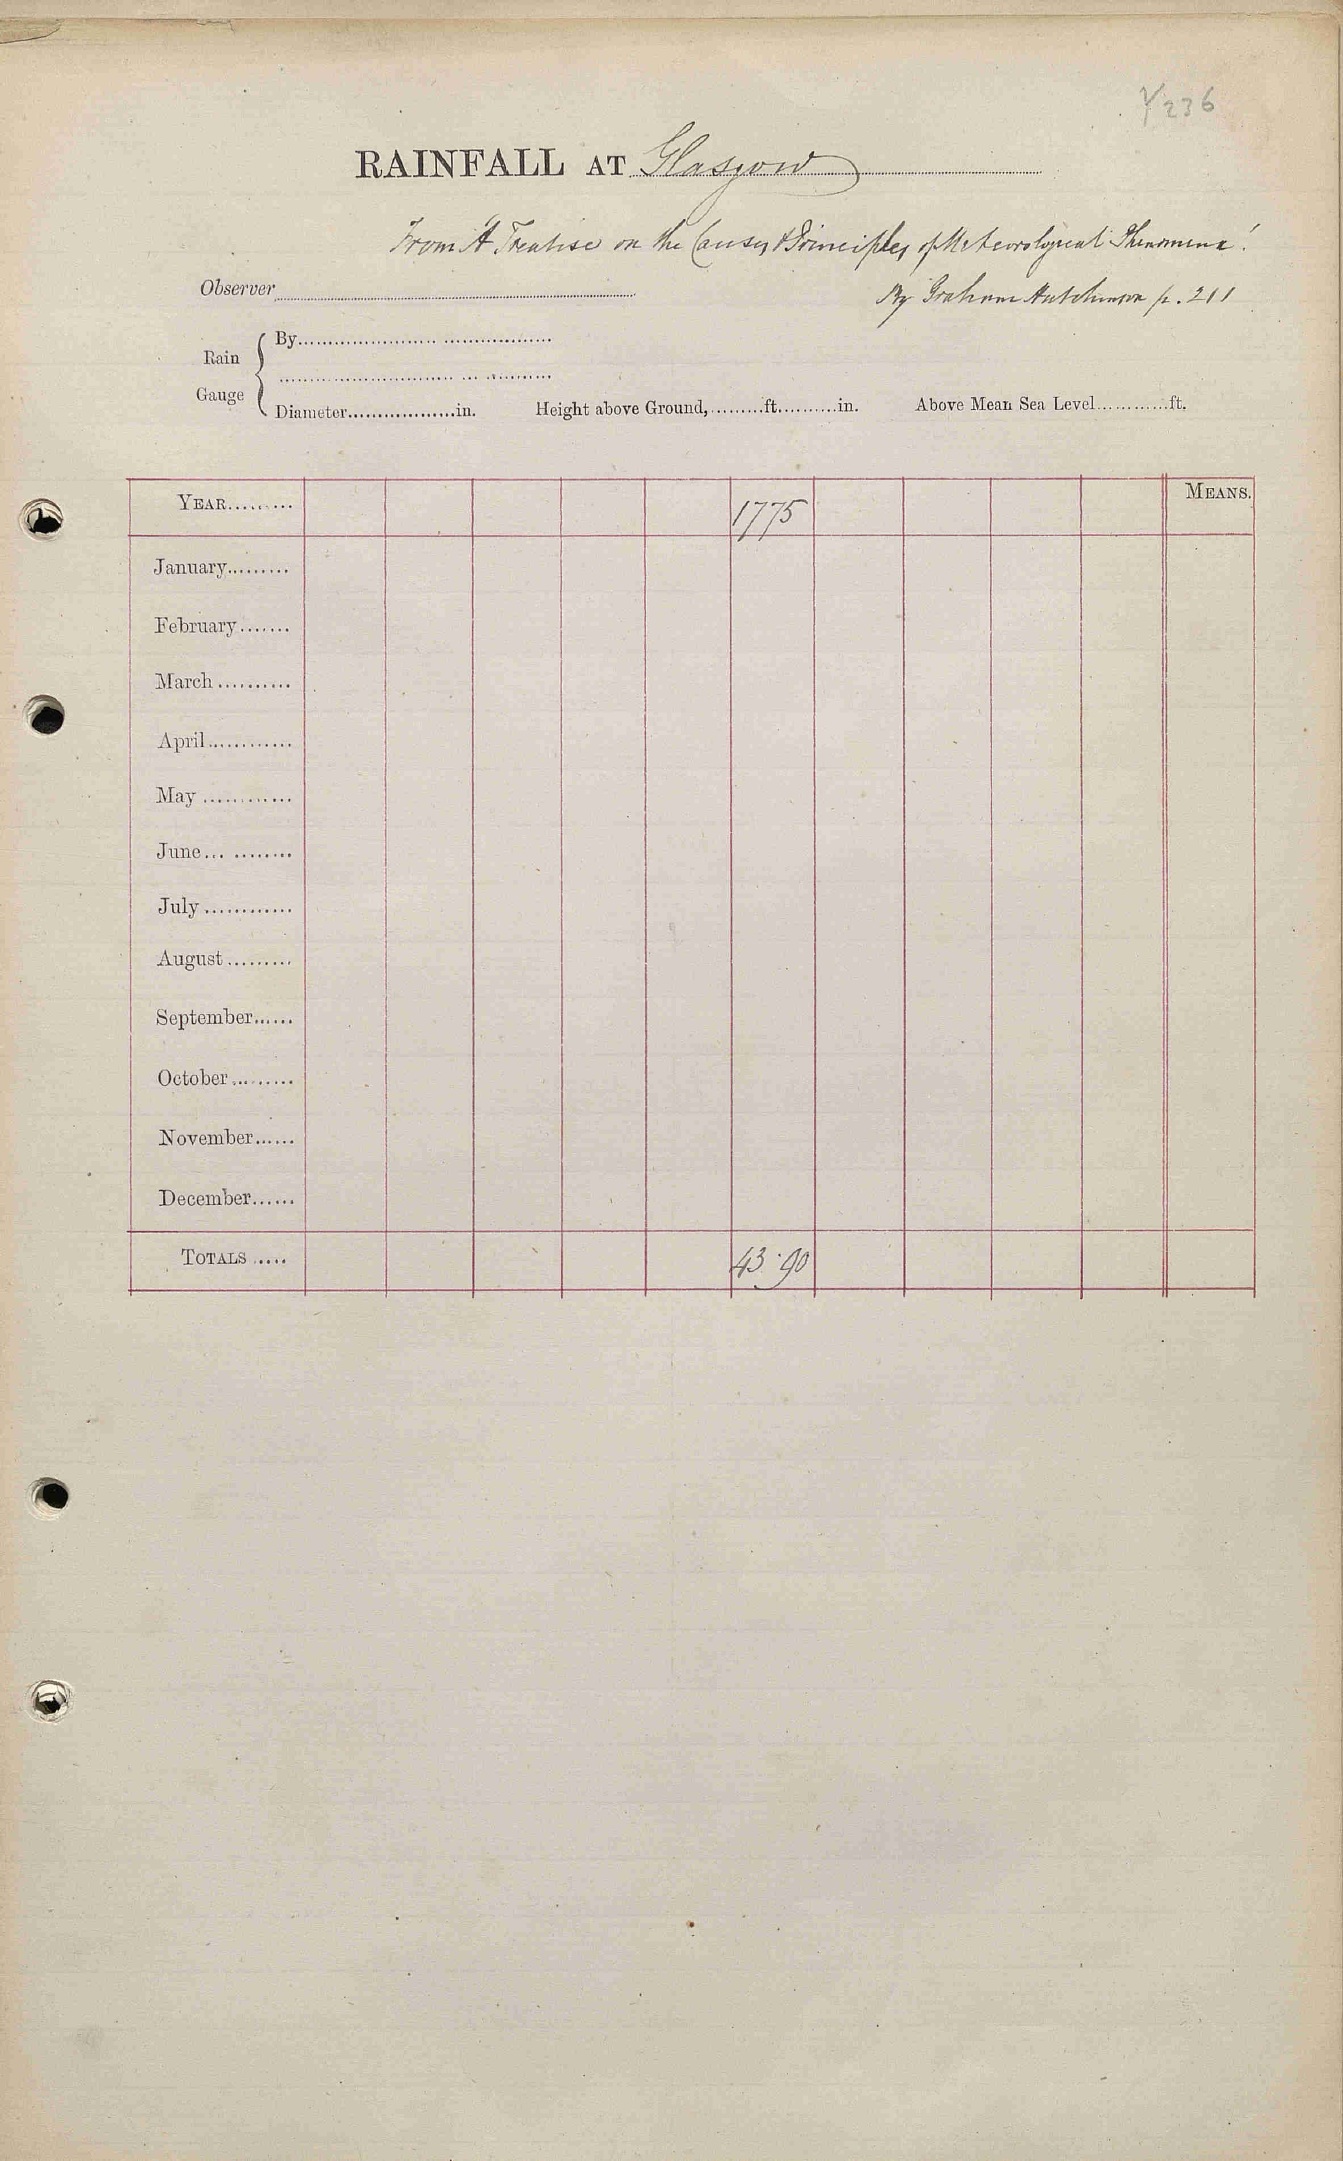 Y236
RAINFALL AT Glasgow
From "A Treatise on the Causes & Principles of Meteorological Phenomena"
Observer
By Graham Hutchinson p. 211
Rain Gauge
By
Diameter..................in. Height above Ground,.........ft..........in. Above Mean Sea Level............ft.
YEAR......... 1775 MEANS.
January.........
February.......
March..........
April............
May............
June............
July............
August.........
September......
October.........
November......
December......
TOTALS..... 43.90